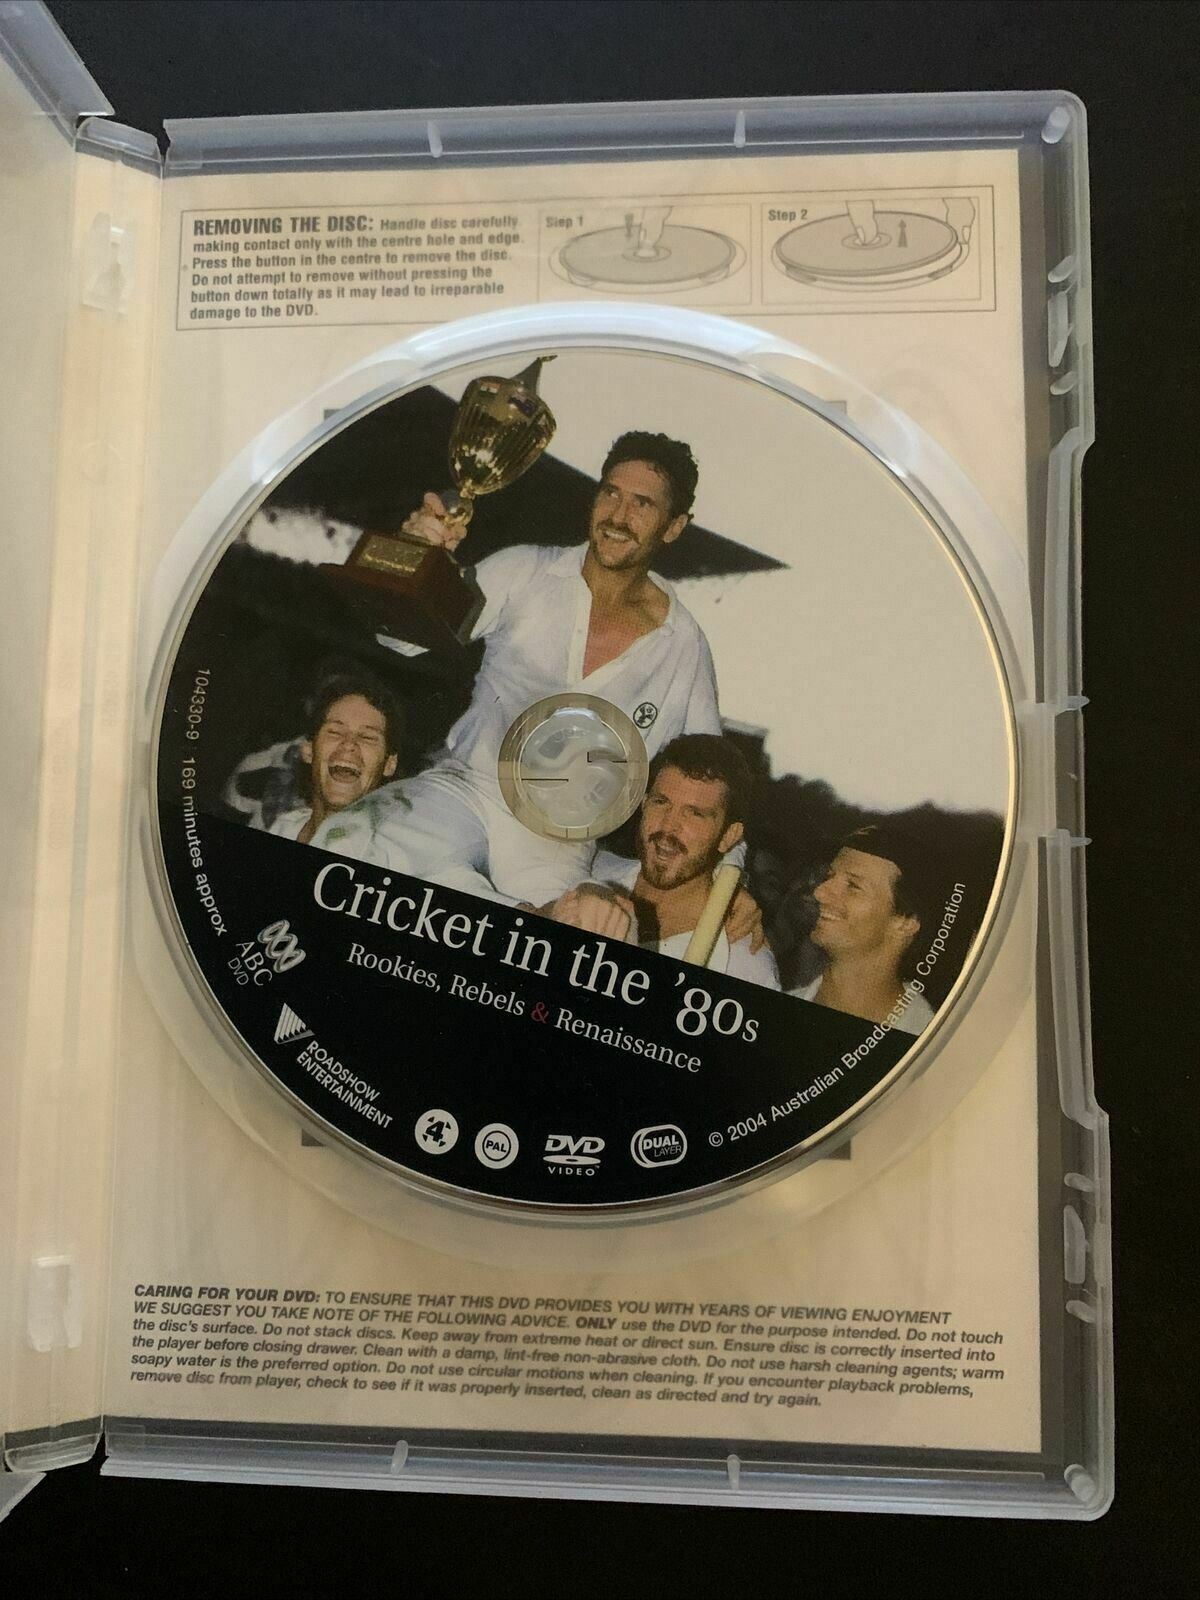 REMOVING THE DISC: Handle disc carefully
making contact only with the centre hole and edge.
Press the button in the centre to remove the disc.
Do not attempt to remove without pressing the
button down totally as it may lead to irreparable
damage to the DVD.
Step 1
Step 2
104330-9 : 169 minutes approx
Cricket in the '80s
Rookies, Rebels & Renaissance
ABC
DVD
ROADSHOW
ENTERTAINMENT
4
PAL
DVD
VIDEO™
DUAL
LAYER
© 2004 Australian Broadcasting Corporation
CARING FOR YOUR DVD: TO ENSURE THAT THIS DVD PROVIDES YOU WITH YEARS OF VIEWING ENJOYMENT
WE SUGGEST YOU TAKE NOTE OF THE FOLLOWING ADVICE. ONLY use the DVD for the purpose intended. Do not touch
the disc's surface. Do not stack discs. Keep away from extreme heat or direct sun. Ensure disc is correctly inserted into
the player before closing drawer. Clean with a damp, lint-free non-abrasive cloth. Do not use harsh cleaning agents; warm
soapy water is the preferred option. Do not use circular motions when cleaning. If you encounter playback problems,
remove disc from player, check to see if it was properly inserted, clean as directed and try again.